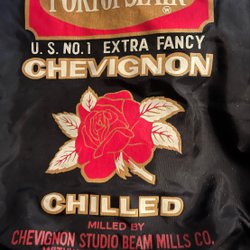 U.S. NO.1 EXTRA FANCY
CHEVIGNON
CHILLED
MILLED BY
CHEVIGNON STUDIO BEAM MILLS CO.